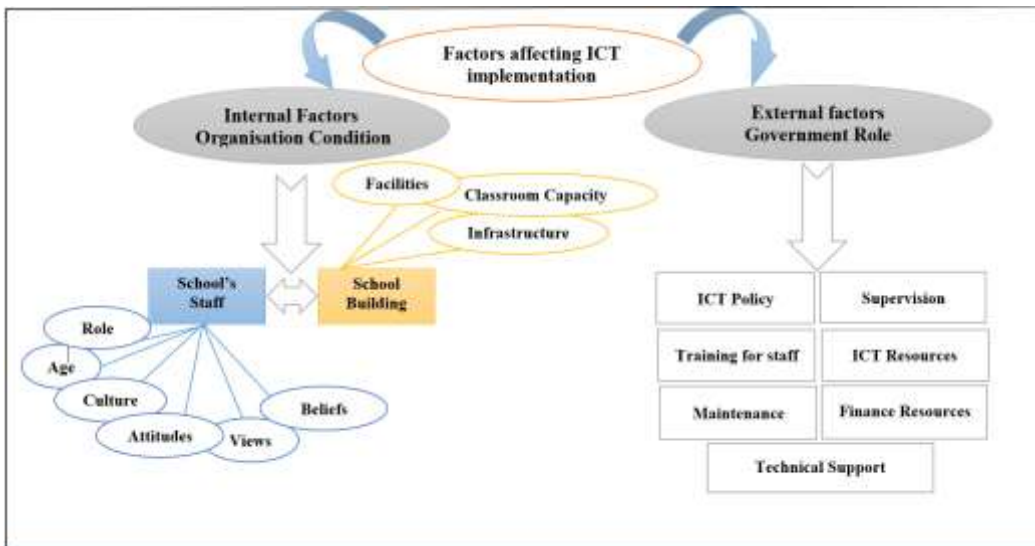 Factors affecting ICT
implementation
Internal Factors
Organisation Condition
External factors
Government Role
Facilities
Classroom Capacity
Infrastructure
School's
Staff
School
Building
Role
Age
Culture
Attitudes
Views
Beliefs
ICT Policy
Supervision
Training for staff
ICT Resources
Maintenance
Finance Resources
Technical Support